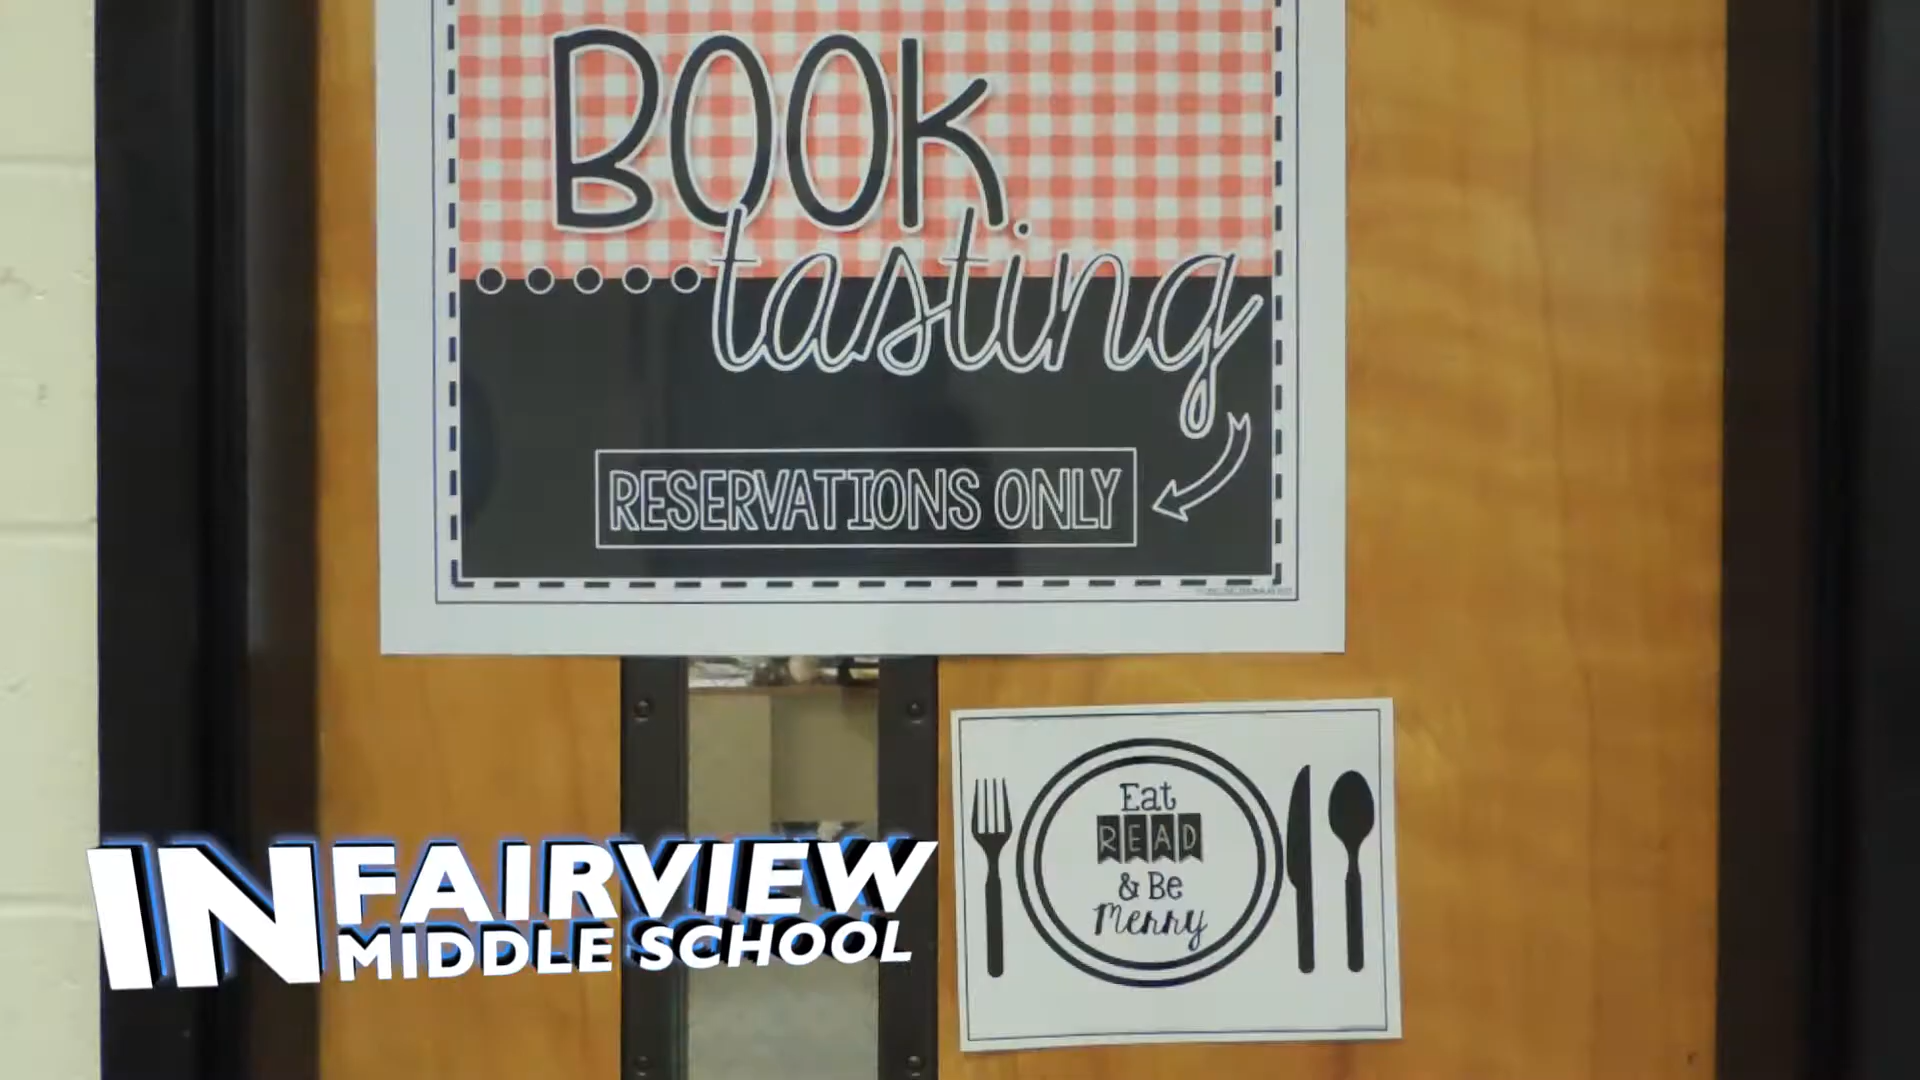 BOOK
tasting
RESERVATIONS ONLY
Eat
READ
& Be
Merry
IN FAIRVIEW
MIDDLE SCHOOL